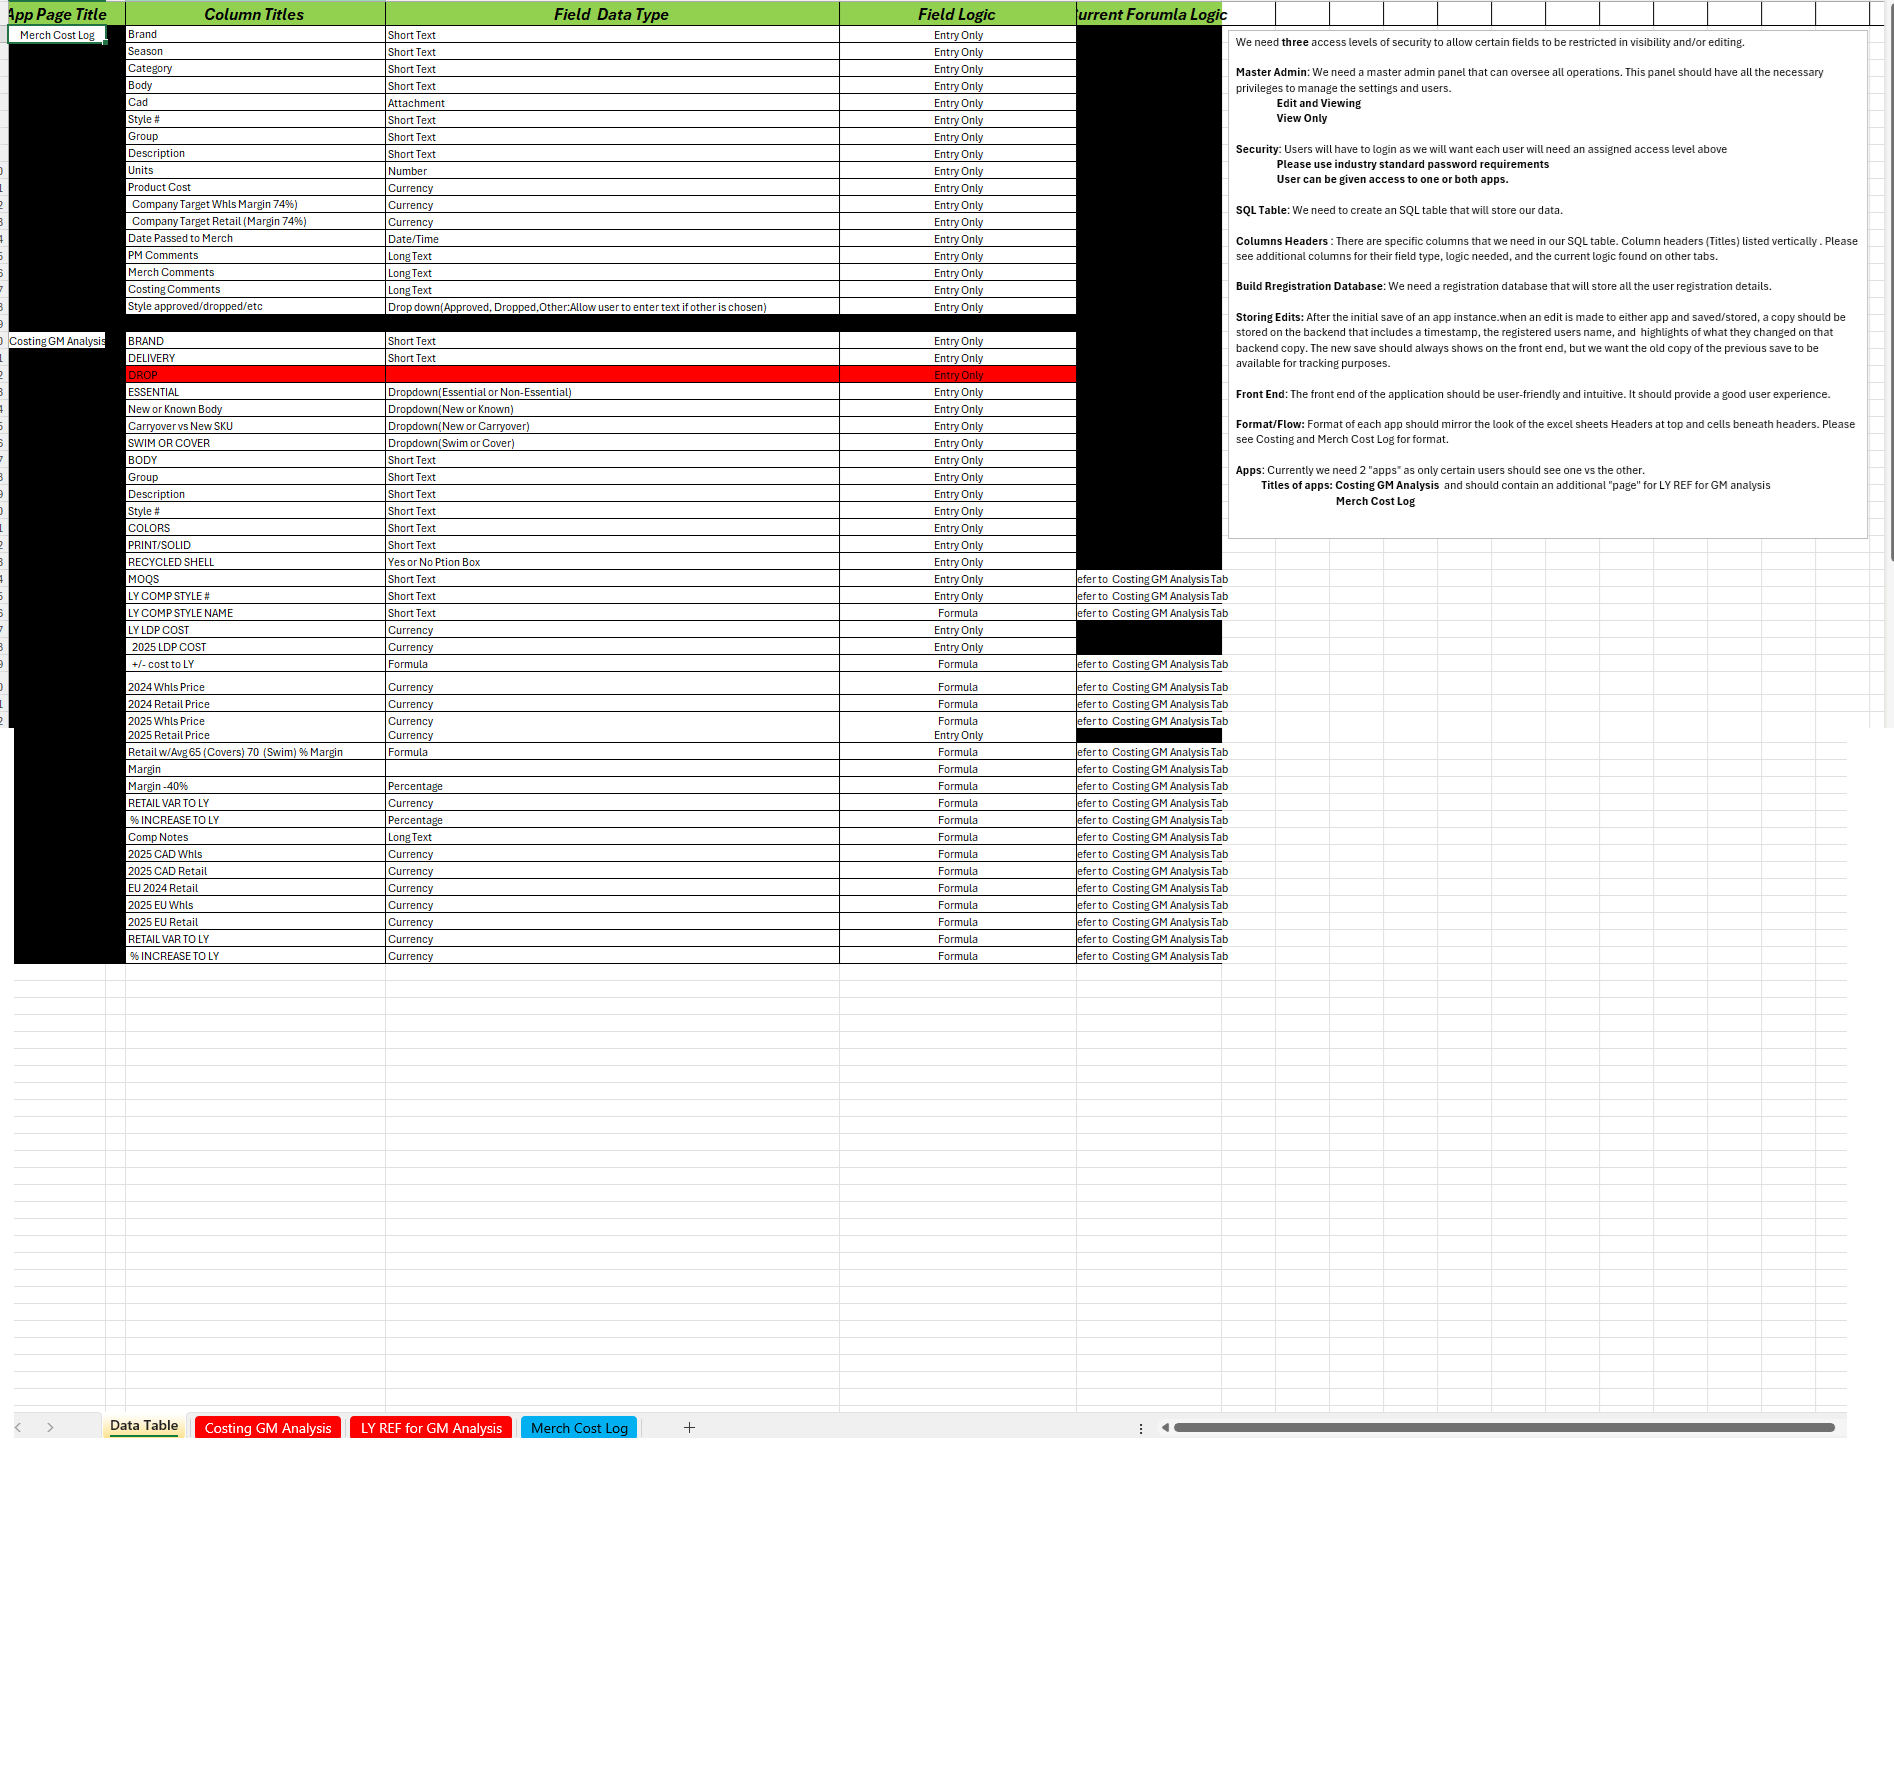 App Page Title Column Titles Field Data Type Field Logic Current Forumla Logic
Merch Cost Log Brand Short Text Entry Only
Season Short Text Entry Only
Category Short Text Entry Only
Body Short Text Entry Only
Cad Attachment Entry Only
Style # Short Text Entry Only
Group Short Text Entry Only
Description Short Text Entry Only
Units Number Entry Only
Product Cost Currency Entry Only
Company Target Whls Margin 74%) Currency Entry Only
Company Target Retail (Margin 74%) Currency Entry Only
Date Passed to Merch Date/Time Entry Only
PM Comments Long Text Entry Only
Merch Comments Long Text Entry Only
Costing Comments Long Text Entry Only
Style approved/dropped/etc Drop down(Approved, Dropped,Other:Allow user to enter text if other is chosen) Entry Only
Costing GM Analysis BRAND Short Text Entry Only
DELIVERY Short Text Entry Only
DROP Entry Only
ESSENTIAL Dropdown(Essential or Non-Essential) Entry Only
New or Known Body Dropdown(New or Known) Entry Only
Carryover vs New SKU Dropdown(New or Carryover) Entry Only
SWIM OR COVER Dropdown(Swim or Cover) Entry Only
BODY Short Text Entry Only
Group Short Text Entry Only
Description Short Text Entry Only
Style # Short Text Entry Only
COLORS Short Text Entry Only
PRINT/SOLID Short Text Entry Only
RECYCLED SHELL Yes or No Ption Box Entry Only
MOQS Short Text Entry Only efer to Costing GM Analysis Tab
LY COMP STYLE # Short Text Entry Only efer to Costing GM Analysis Tab
LY COMP STYLE NAME Short Text Formula efer to Costing GM Analysis Tab
LY LDP COST Currency Entry Only
2025 LDP COST Currency Entry Only
+/- cost to LY Formula Formula efer to Costing GM Analysis Tab
2024 Whls Price Currency Formula efer to Costing GM Analysis Tab
2024 Retail Price Currency Formula efer to Costing GM Analysis Tab
2025 Whls Price Currency Formula efer to Costing GM Analysis Tab
2025 Retail Price Currency Entry Only
Retail w/Avg 65 (Covers) 70 (Swim) % Margin Formula Formula efer to Costing GM Analysis Tab
Margin Formula efer to Costing GM Analysis Tab
Margin -40% Percentage Formula efer to Costing GM Analysis Tab
RETAIL VAR TO LY Currency Formula efer to Costing GM Analysis Tab
% INCREASE TO LY Percentage Formula efer to Costing GM Analysis Tab
Comp Notes Long Text Formula efer to Costing GM Analysis Tab
2025 CAD Whls Currency Formula efer to Costing GM Analysis Tab
2025 CAD Retail Currency Formula efer to Costing GM Analysis Tab
EU 2024 Retail Currency Formula efer to Costing GM Analysis Tab
2025 EU Whls Currency Formula efer to Costing GM Analysis Tab
2025 EU Retail Currency Formula efer to Costing GM Analysis Tab
RETAIL VAR TO LY Currency Formula efer to Costing GM Analysis Tab
% INCREASE TO LY Currency Formula efer to Costing GM Analysis Tab
We need three access levels of security to allow certain fields to be restricted in visibility and/or editing.
Master Admin: We need a master admin panel that can oversee all operations. This panel should have all the necessary
privileges to manage the settings and users.
Edit and Viewing
View Only
Security: Users will have to login as we will want each user will need an assigned access level above
Please use industry standard password requirements
User can be given access to one or both apps.
SQL Table: We need to create an SQL table that will store our data.
Columns Headers : There are specific columns that we need in our SQL table. Column headers (Titles) listed vertically . Please
see additional columns for their field type, logic needed, and the current logic found on other tabs.
Build Rregistration Database: We need a registration database that will store all the user registration details.
Storing Edits: After the initial save of an app instance.when an edit is made to either app and saved/stored, a copy should be
stored on the backend that includes a timestamp, the registered users name, and highlights of what they changed on that
backend copy. The new save should always shows on the front end, but we want the old copy of the previous save to be
available for tracking purposes.
Front End: The front end of the application should be user-friendly and intuitive. It should provide a good user experience.
Format/Flow: Format of each app should mirror the look of the excel sheets Headers at top and cells beneath headers. Please
see Costing and Merch Cost Log for format.
Apps: Currently we need 2 "apps" as only certain users should see one vs the other.
Titles of apps: Costing GM Analysis and should contain an additional "page" for LY REF for GM analysis
Merch Cost Log
Data Table Costing GM Analysis LY REF for GM Analysis Merch Cost Log